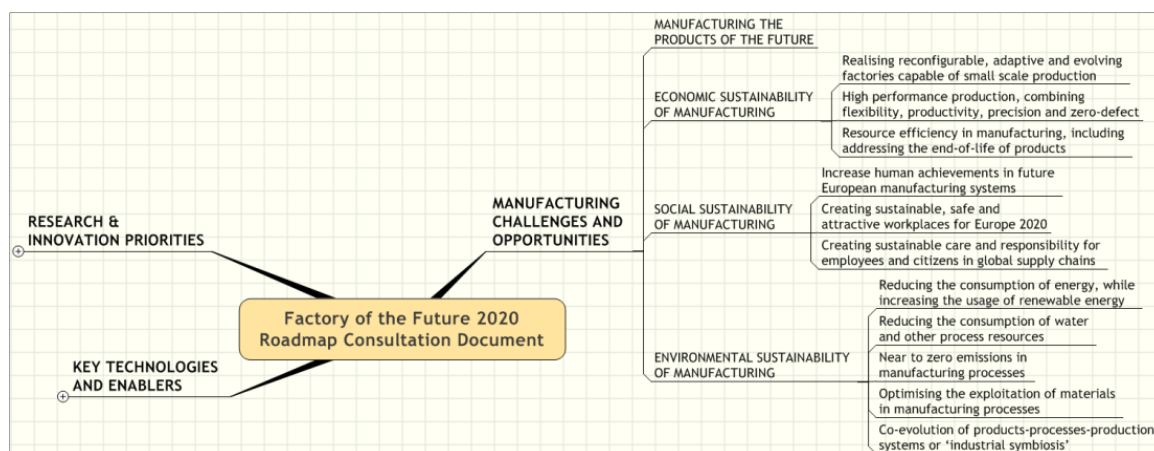 MANUFACTURING THE
PRODUCTS OF THE FUTURE
Realising reconfigurable, adaptive and evolving
factories capable of small scale production
ECONOMIC SUSTAINABILITY
OF MANUFACTURING
High performance production, combining
flexibility, productivity, precision and zero-defect
Resource efficiency in manufacturing, including
addressing the end-of-life of products
MANUFACTURING
CHALLENGES AND
OPPORTUNITIES
Increase human achievements in future
European manufacturing systems
SOCIAL SUSTAINABILITY
OF MANUFACTURING
Creating sustainable, safe and
attractive workplaces for Europe 2020
Creating sustainable care and responsibility for
employees and citizens in global supply chains
RESEARCH &
INNOVATION PRIORITIES
Factory of the Future 2020
Roadmap Consultation Document
KEY TECHNOLOGIES
AND ENABLERS
Reducing the consumption of energy, while
increasing the usage of renewable energy
Reducing the consumption of water
and other process resources
ENVIRONMENTAL SUSTAINABILITY
OF MANUFACTURING
Near to zero emissions in
manufacturing processes
Optimising the exploitation of materials
in manufacturing processes
Co-evolution of products-processes-production
systems or ‘industrial symbiosis’